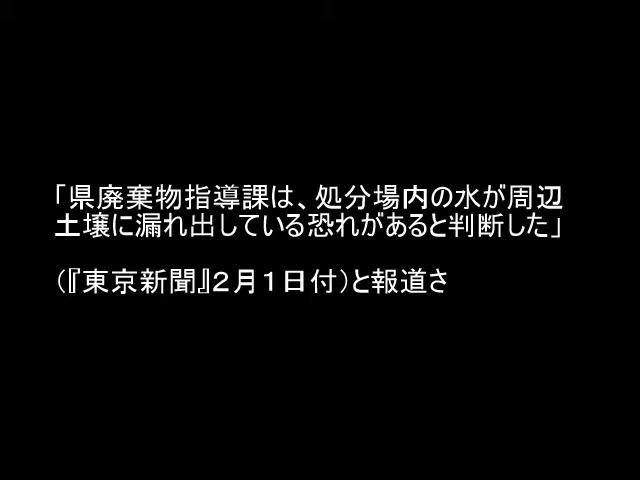 「県廃棄物指導課は、処分場内の水が周辺
土壌に漏れ出している恐れがあると判断した」
（『東京新聞』２月１日付）と報道さ